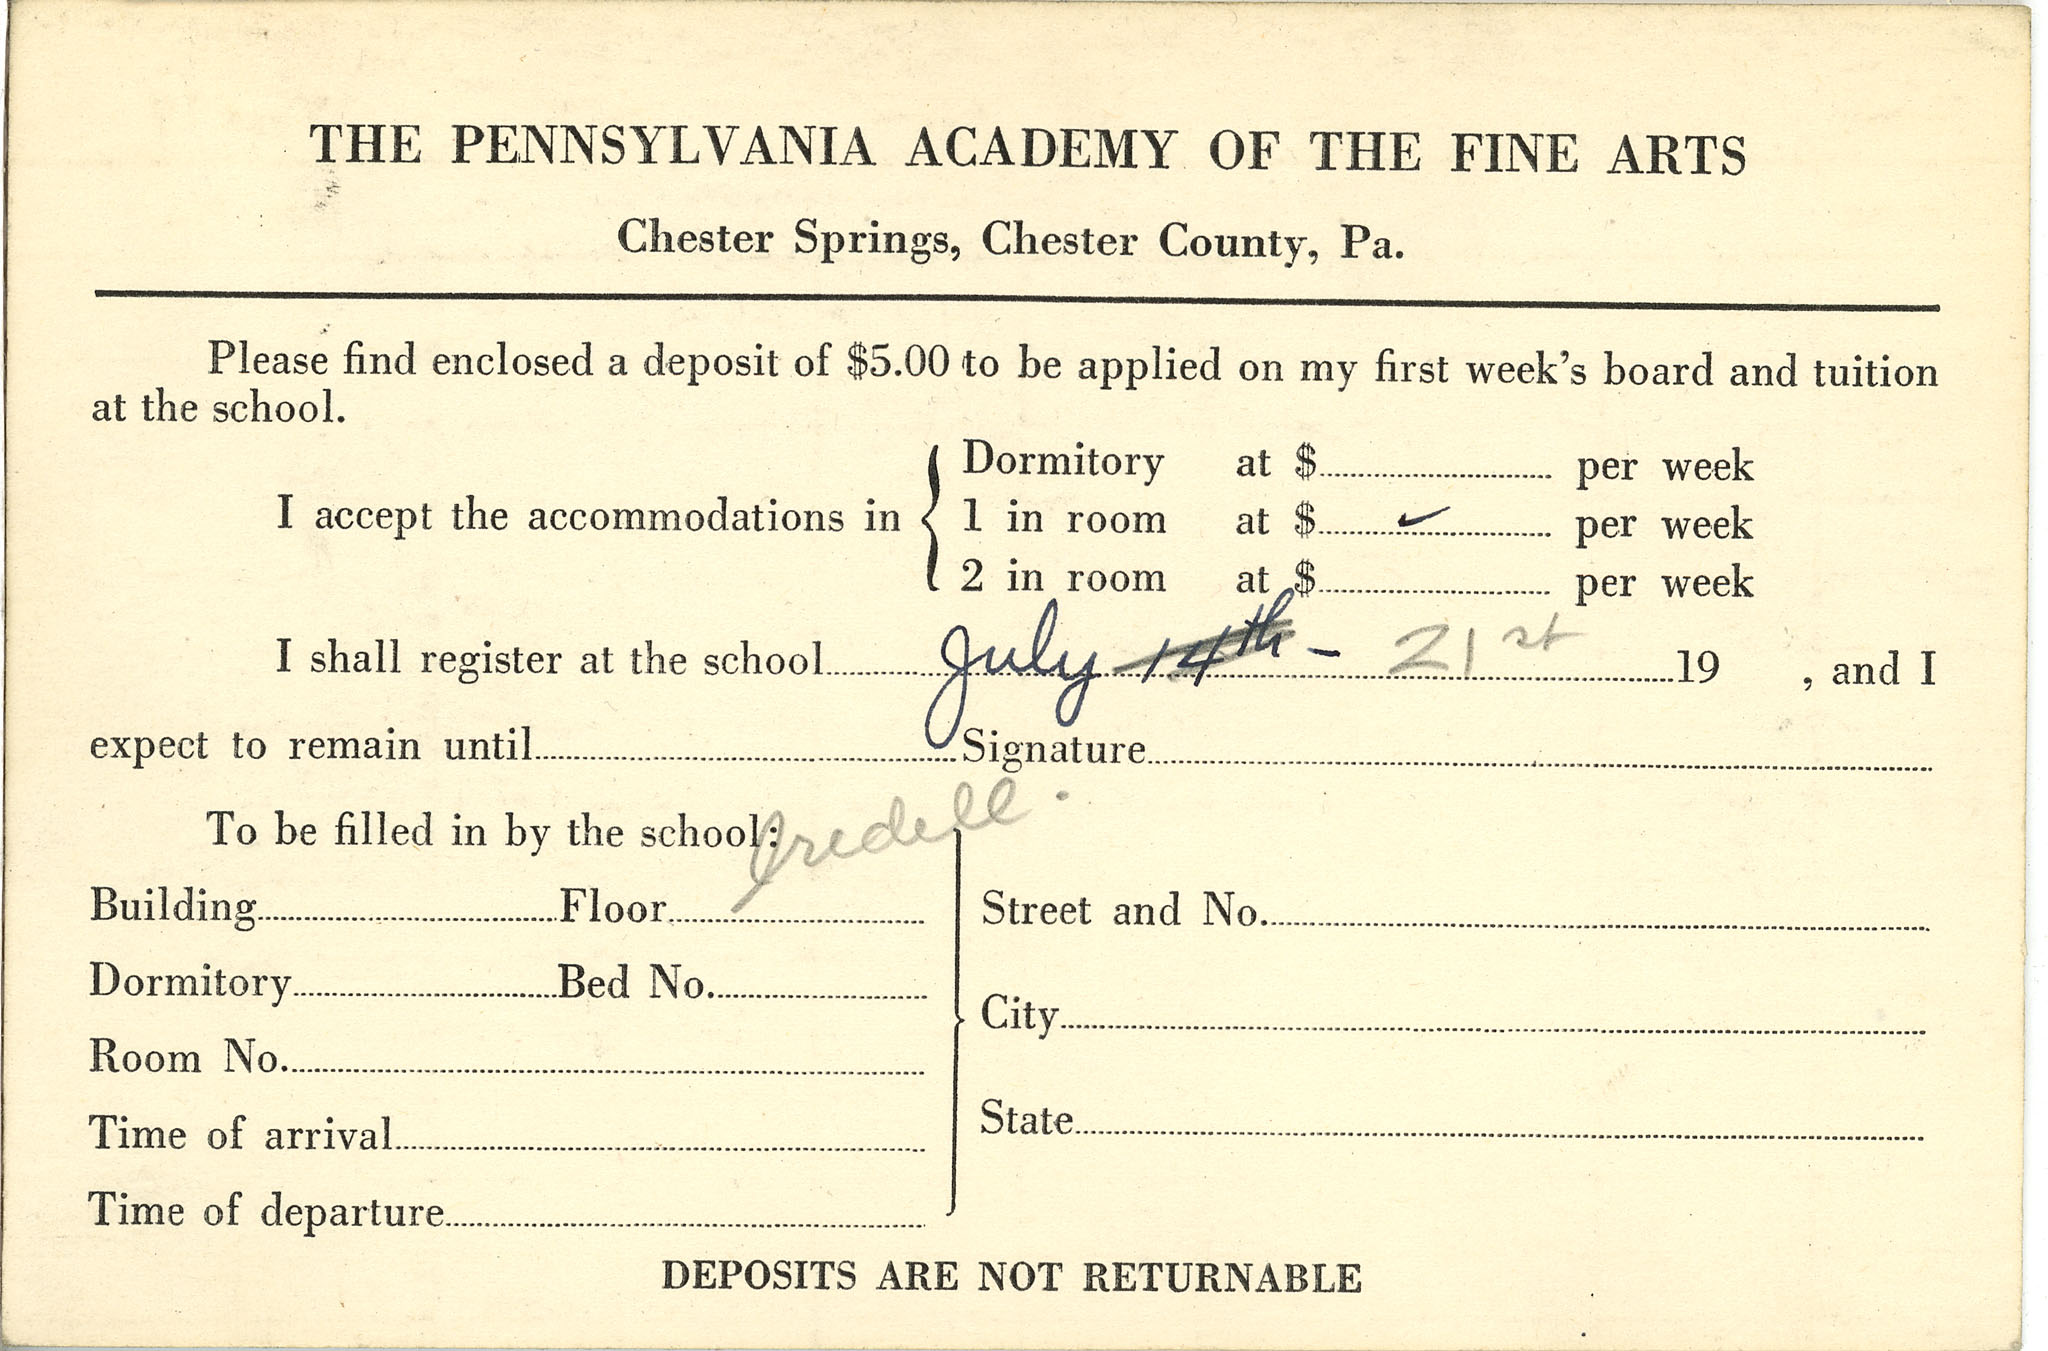 THE PENNSYLVANIA ACADEMY OF THE FINE ARTS
Chester Springs, Chester County, Pa.
Please find enclosed a deposit of $5.00 to be applied on my first week's board and tuition
at the school.
I accept the accommodations in
Dormitory at $ per week
1 in room at $ ✓ per week
2 in room at $ per week
I shall register at the school July 14th - 21st 19 , and I
expect to remain until Signature
To be filled in by the school:
Building Floor
Dormitory Bed No.
Room No.
Time of arrival
Time of departure
Street and No.
City
State
DEPOSITS ARE NOT RETURNABLE